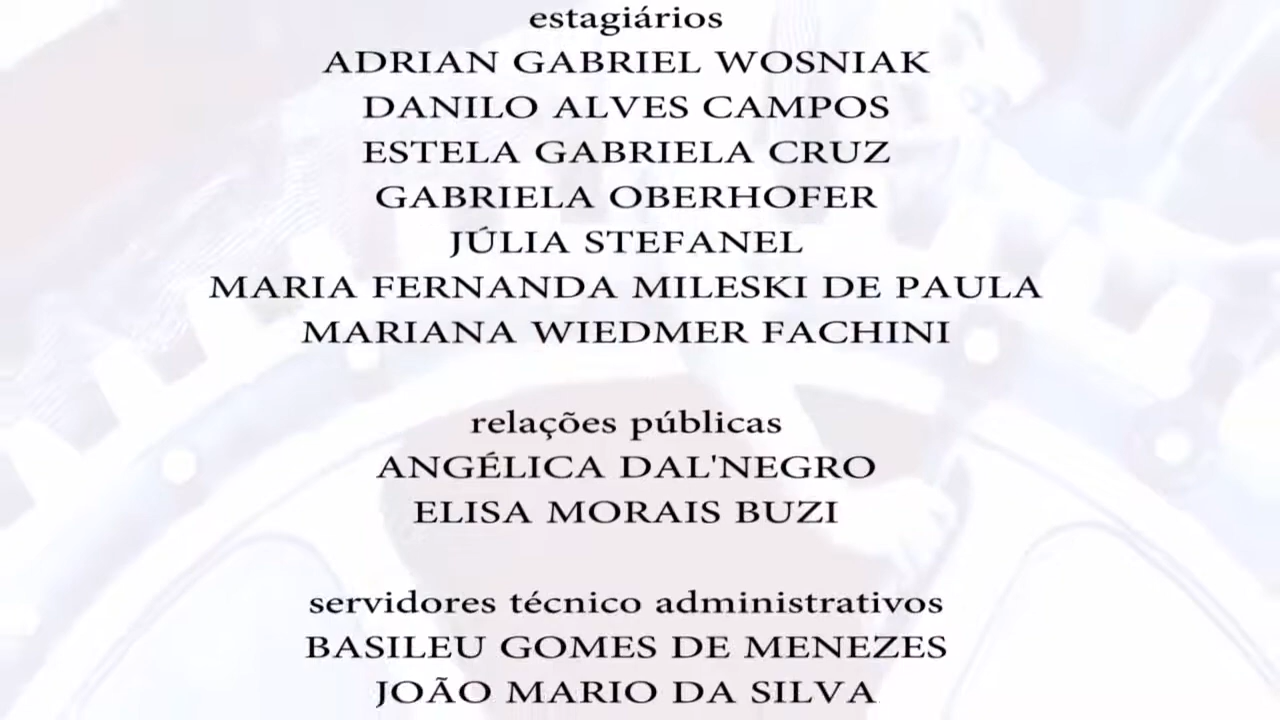 estagiários
ADRIAN GABRIEL WOSNIAK
DANILO ALVES CAMPOS
ESTELA GABRIELA CRUZ
GABRIELA OBERHOFER
JÚLIA STEFANEL
MARIA FERNANDA MILESKI DE PAULA
MARIANA WIEDMER FACHINI
relações públicas
ANGÉLICA DAL'NEGRO
ELISA MORAIS BUZI
servidores técnico administrativos
BASILEU GOMES DE MENEZES
JOÃO MARIO DA SILVA